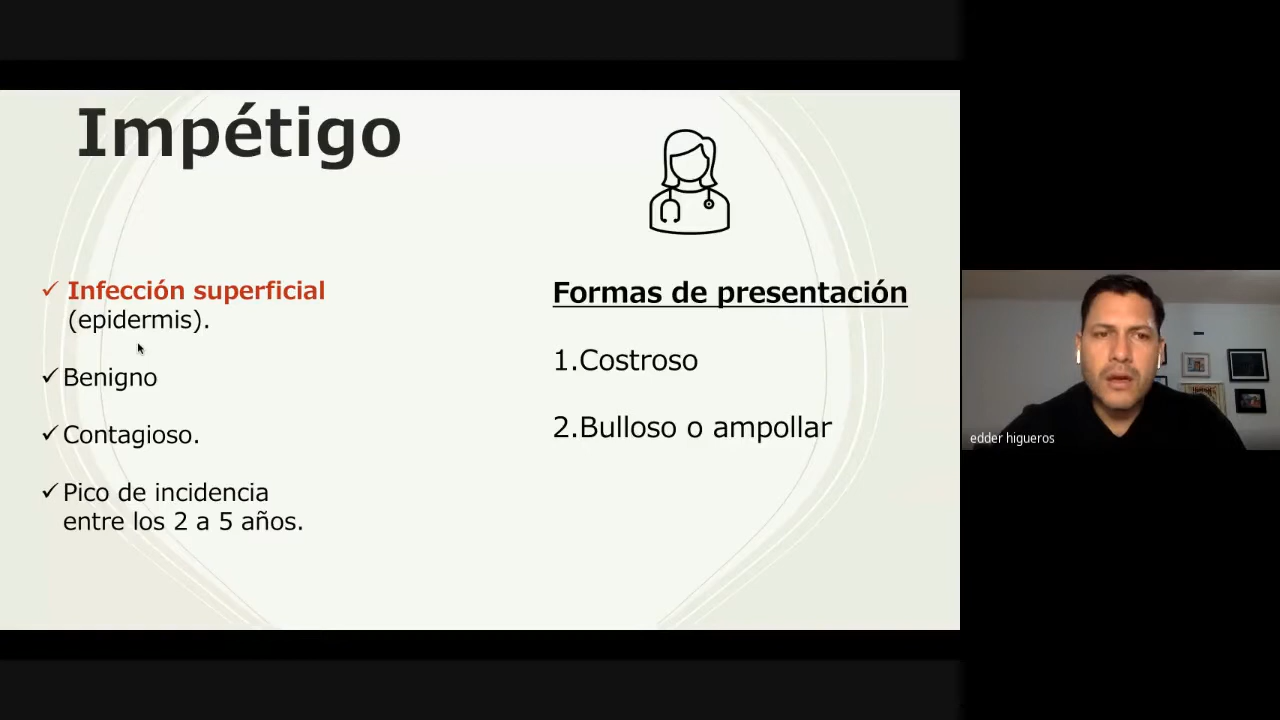 Impétigo
Infección superficial
(epidermis).
Benigno
Contagioso.
Pico de incidencia
entre los 2 a 5 años.
Formas de presentación
1.Costroso
2.Bulloso o ampollar
edder higueros